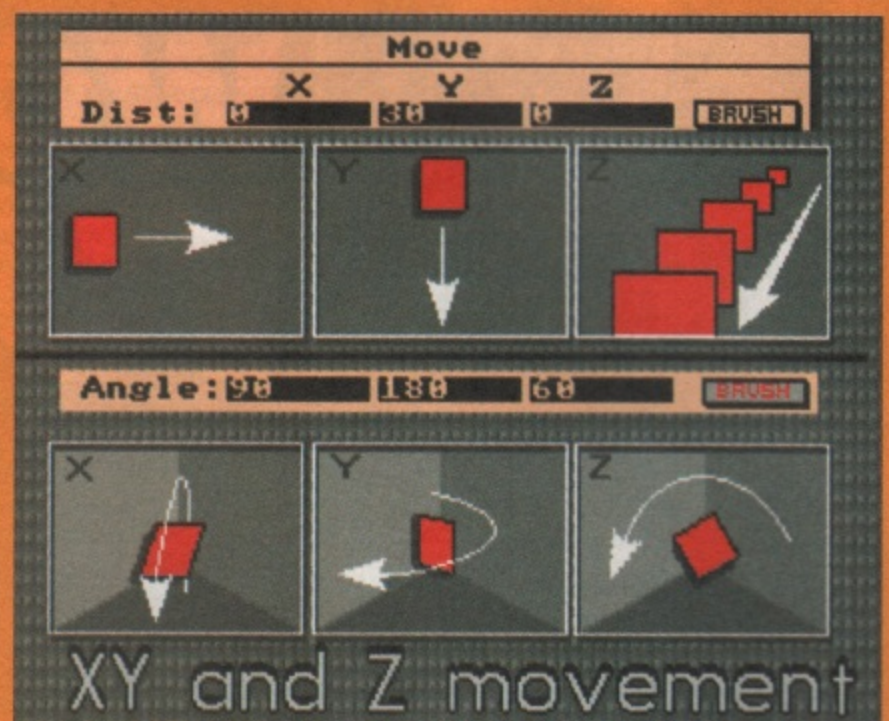 Move
X Y Z
Dist: 0 30 0 BRUSH
X Y Z
Angle: 90 180 60 BRUSH
X Y Z
XY and Z movement